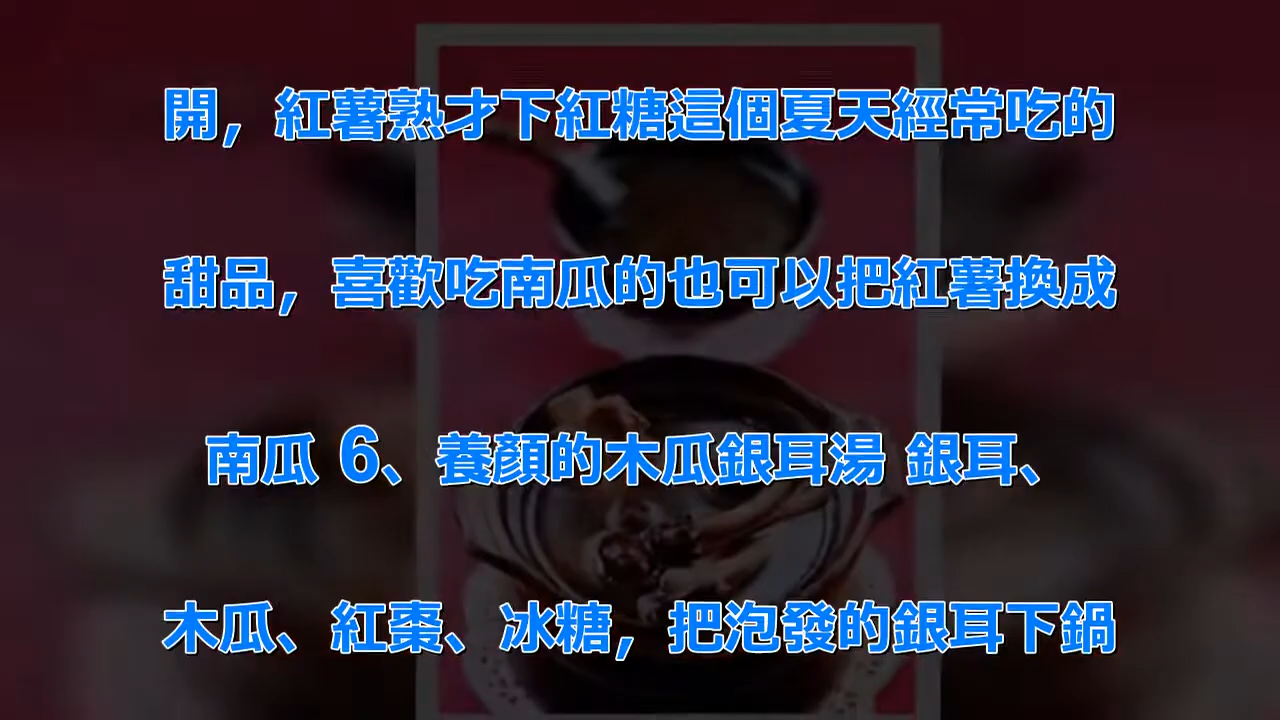 開，紅薯熟才下紅糖這個夏天經常吃的
甜品，喜歡吃南瓜的也可以把紅薯換成
南瓜 6、養顏的木瓜銀耳湯 銀耳、
木瓜、紅棗、冰糖，把泡發的銀耳下鍋